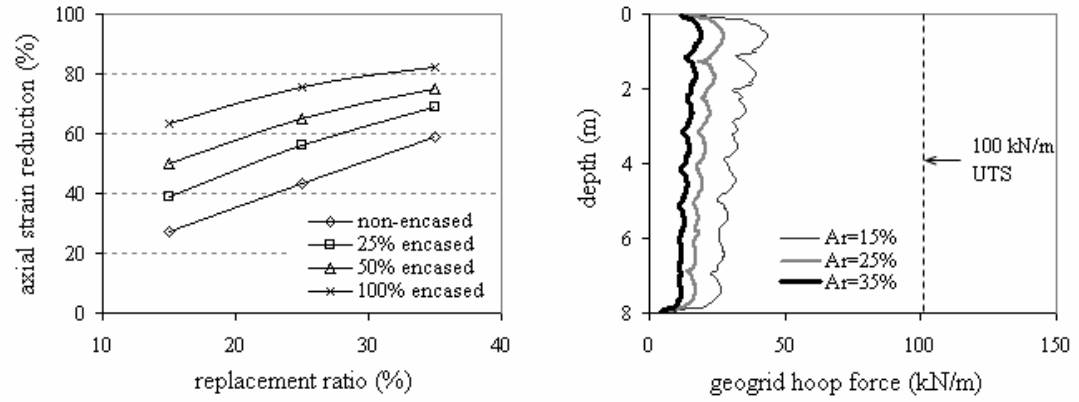 100
80
60
40
20
0
10
20
30
40
axial strain reduction (%)
replacement ratio (%)
non-encased
25% encased
50% encased
100% encased
0
2
4
6
8
0
50
100
150
depth (m)
geogrid hoop force (kN/m)
100 kN/m
UTS
Ar=15%
Ar=25%
Ar=35%